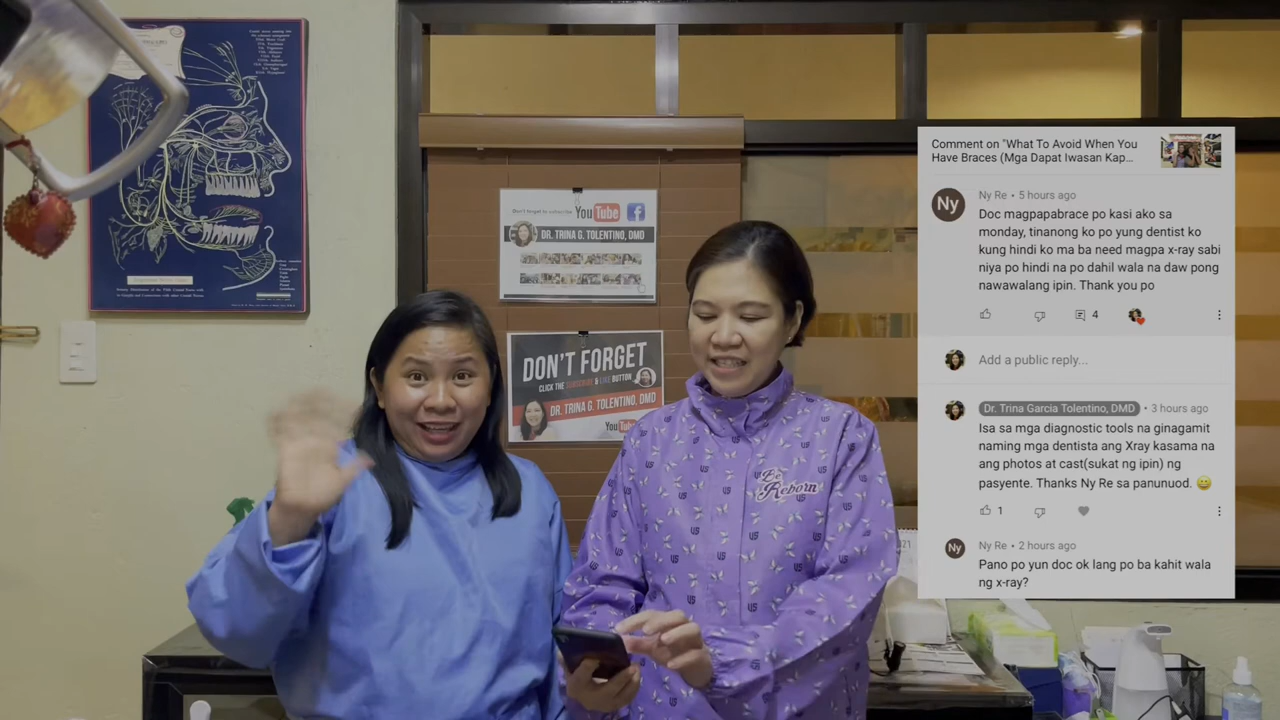 Don't forget to subscribe YouTube
DR. TRINA G. TOLENTINO, DMD
DON'T FORGET
CLICK THE SUBSCRIBE & LIKE BUTTON
DR. TRINA G. TOLENTINO, DMD
YouTube
Be
Reborn
Comment on "What To Avoid When You
Have Braces (Mga Dapat Iwasan Kap...
Ny
Ny Re • 5 hours ago
Doc magpapabrace po kasi ako sa
monday, tinanong ko po yung dentist ko
kung hindi ko ma ba need magpa x-ray sabi
niya po hindi na po dahil wala na daw pong
nawawalang ipin. Thank you po
4
Add a public reply...
Dr. Trina Garcia Tolentino, DMD • 3 hours ago
Isa sa mga diagnostic tools na ginagamit
naming mga dentista ang Xray kasama na
ang photos at cast(sukat ng ipin) ng
pasyente. Thanks Ny Re sa panunuod. 😀
1
Ny
Ny Re • 2 hours ago
Pano po yun doc ok lang po ba kahit wala
ng x-ray?